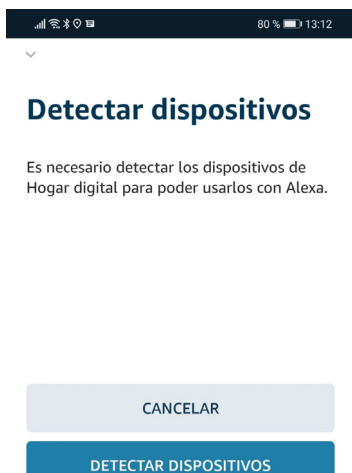 80 % 13:12
Detectar dispositivos
Es necesario detectar los dispositivos de
Hogar digital para poder usarlos con Alexa.
CANCELAR
DETECTAR DISPOSITIVOS